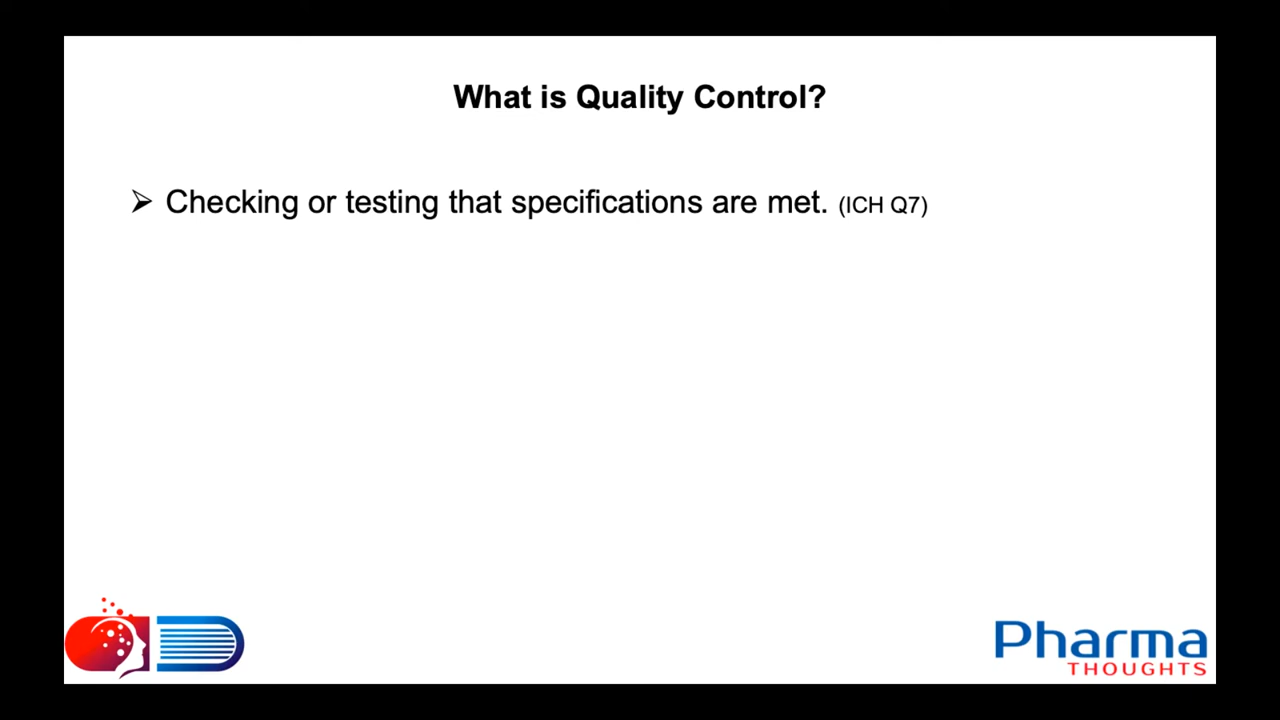 What is Quality Control?
➢ Checking or testing that specifications are met. (ICH Q7)
Pharma
THOUGHTS